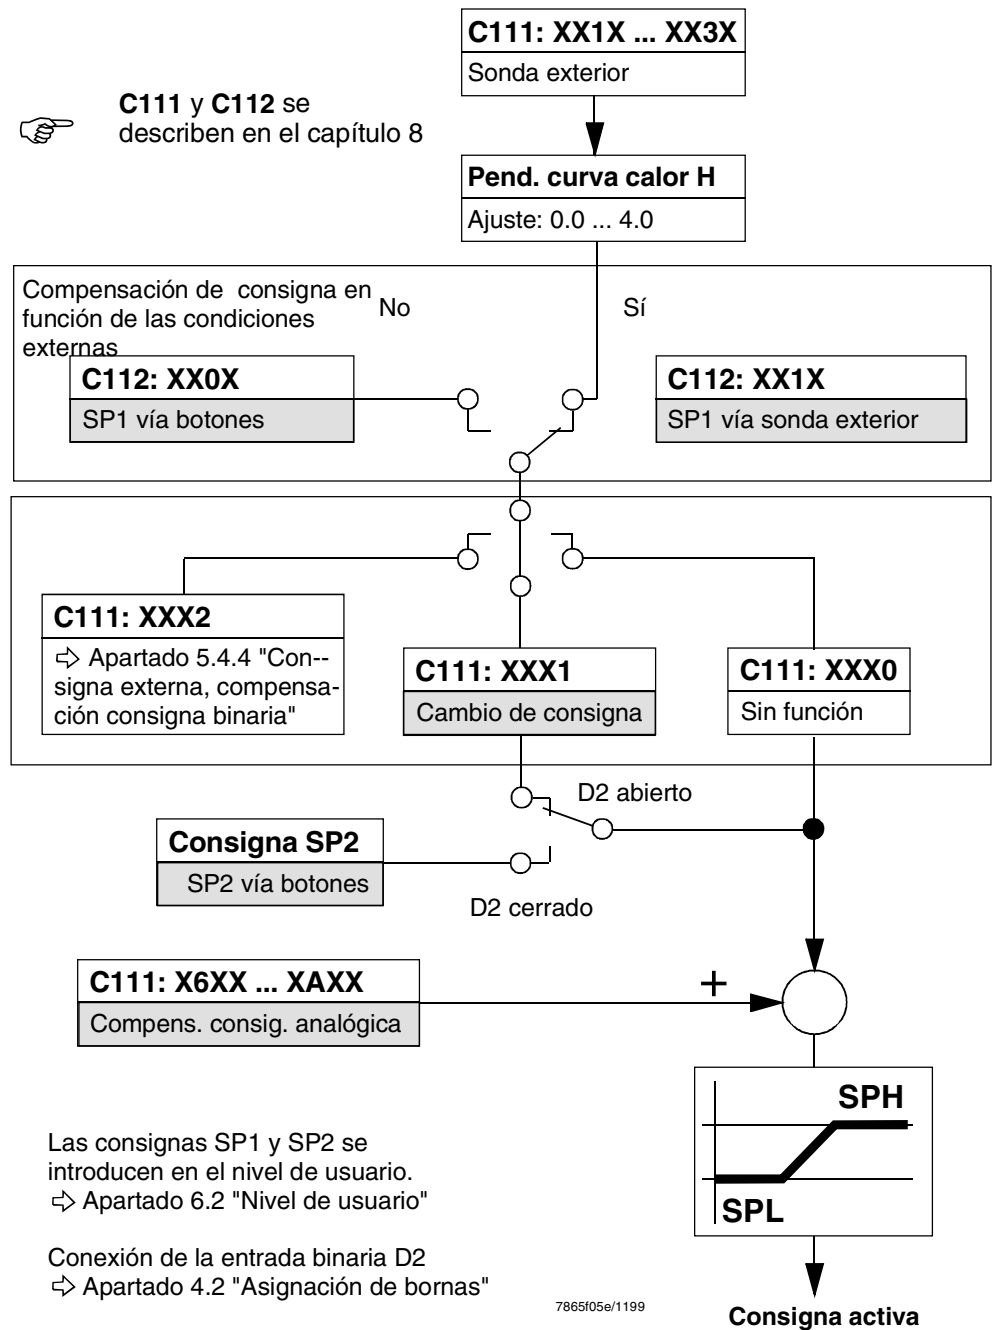 C111: XX1X ... XX3X
Sonda exterior
C111 y C112 se
describen en el capítulo 8
Pend. curva calor H
Ajuste: 0.0 ... 4.0
Compensación de consigna en
función de las condiciones
externas
No
Sí
C112: XX0X
SP1 vía botones
C112: XX1X
SP1 vía sonda exterior
C111: XXX2
⇨ Apartado 5.4.4 "Con--
signa externa, compensa-
ción consigna binaria"
C111: XXX1
Cambio de consigna
C111: XXX0
Sin función
D2 abierto
Consigna SP2
SP2 vía botones
D2 cerrado
C111: X6XX ... XAXX
Compens. consig. analógica
+
SPH
SPL
Las consignas SP1 y SP2 se
introducen en el nivel de usuario.
⇨ Apartado 6.2 "Nivel de usuario"
Conexión de la entrada binaria D2
⇨ Apartado 4.2 "Asignación de bornas"
7865f05e/1199
Consigna activa